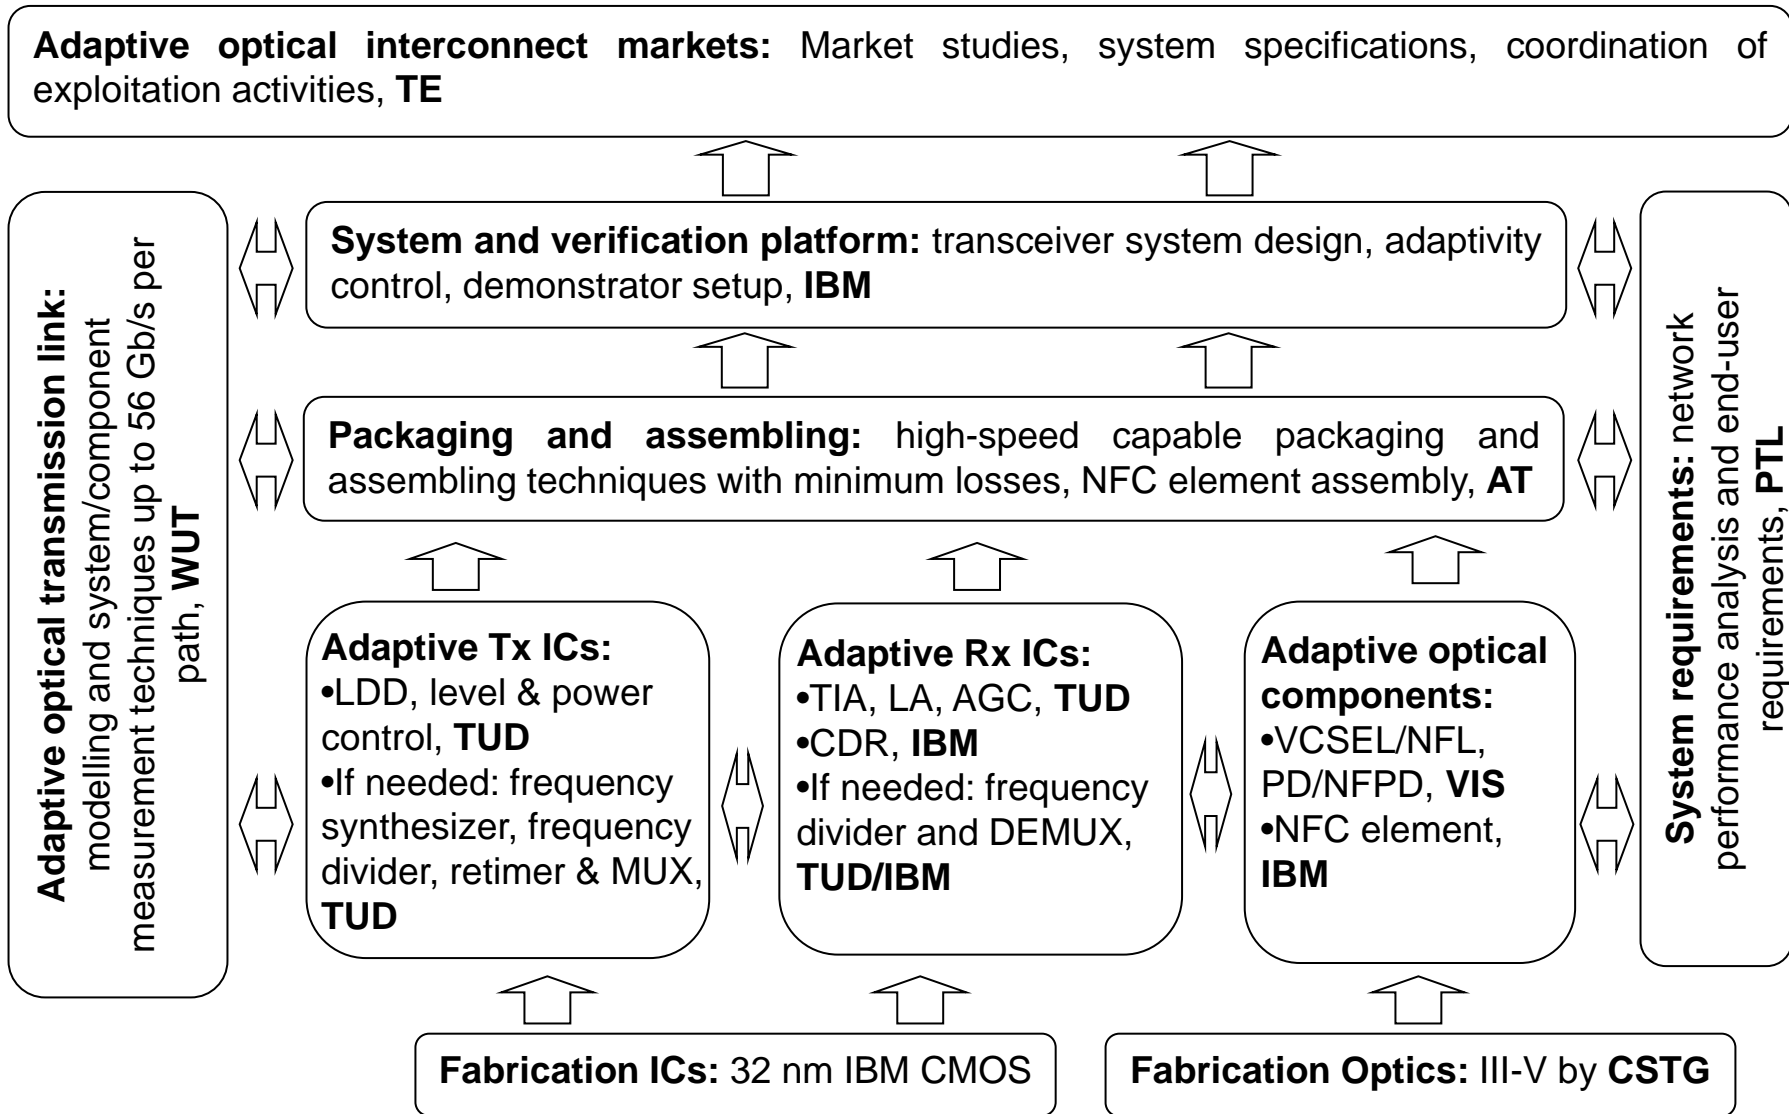 Adaptive optical interconnect markets: Market studies, system specifications, coordination of
exploitation activities, TE
Adaptive optical transmission link:
modelling and system/component
measurement techniques up to 56 Gb/s per
path, WUT
System and verification platform: transceiver system design, adaptivity
control, demonstrator setup, IBM
Packaging and assembling: high-speed capable packaging and
assembling techniques with minimum losses, NFC element assembly, AT
Adaptive Tx ICs:
•LDD, level & power
control, TUD
•If needed: frequency
synthesizer, frequency
divider, retimer & MUX,
TUD
Adaptive Rx ICs:
•TIA, LA, AGC, TUD
•CDR, IBM
•If needed: frequency
divider and DEMUX,
TUD/IBM
Adaptive optical
components:
•VCSEL/NFL,
PD/NFPD, VIS
•NFC element,
IBM
System requirements: network
performance analysis and end-user
requirements, PTL
Fabrication ICs: 32 nm IBM CMOS
Fabrication Optics: III-V by CSTG